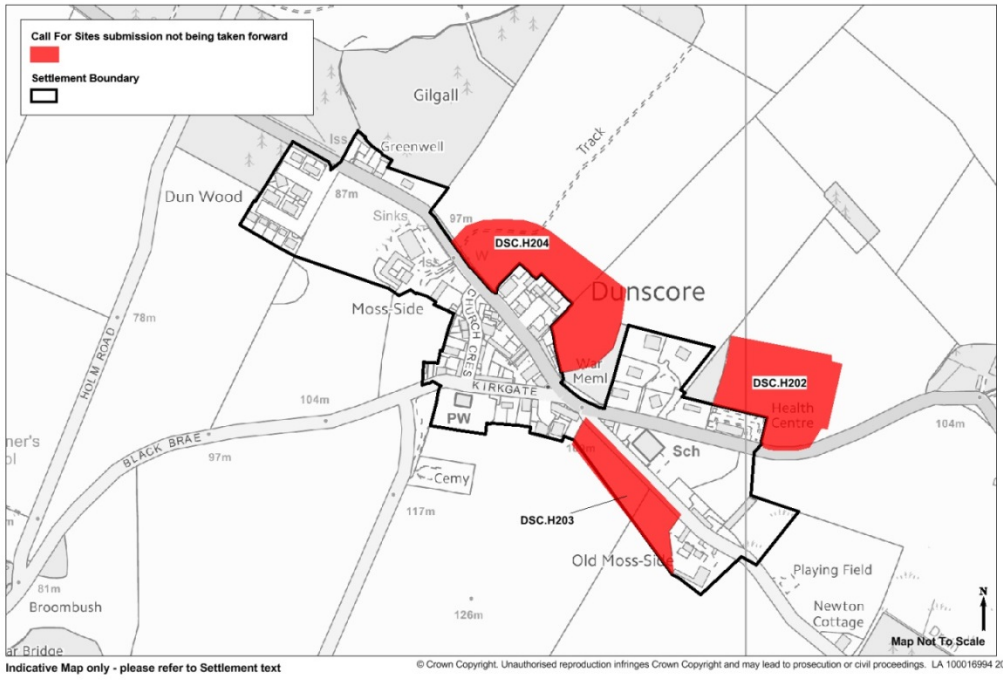 Call For Sites submission not being taken forward
Settlement Boundary
Gilgall
Iss
Greenwell
Track
Dun Wood
87m
Sinks
97m
DSC.H204
W
Iss
Dunscore
Moss-Side
CHURCH CRES
78m
HOLM ROAD
War
Meml
DSC.H202
KIRKGATE
104m
Health
Centre
104m
PW
BLACK BRAE
97m
Sch
Cemy
117m
DSC.H203
Old Moss-Side
Playing Field
81m
Broombush
126m
Newton
Cottage
N
Map Not To Scale
ar Bridge
Indicative Map only - please refer to Settlement text
© Crown Copyright. Unauthorised reproduction infringes Crown Copyright and may lead to prosecution or civil proceedings. LA 100016994 20